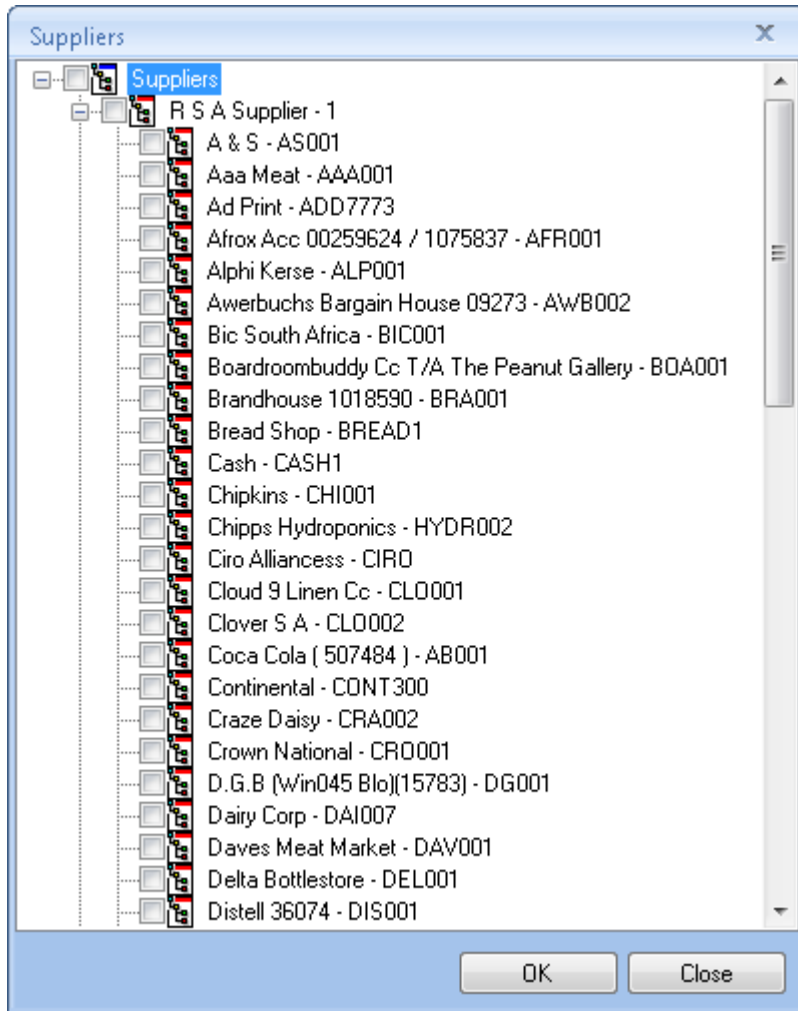 Suppliers
Suppliers
R S A Supplier - 1
A & S - AS001
Aaa Meat - AAA001
Ad Print - ADD7773
Afrox Acc 00259624 / 1075837 - AFR001
Alphi Kerse - ALP001
Awerbuchs Bargain House 09273 - AWB002
Bic South Africa - BIC001
Boardroombuddy Cc T/A The Peanut Gallery - BOA001
Brandhouse 1018590 - BRA001
Bread Shop - BREAD1
Cash - CASH1
Chipkins - CHI001
Chipps Hydroponics - HYDR002
Ciro Alliancess - CIRO
Cloud 9 Linen Cc - CLO001
Clover S A - CLO002
Coca Cola ( 507484 ) - AB001
Continental - CONT300
Craze Daisy - CRA002
Crown National - CRO001
D.G.B (Win045 Blo)(15783) - DG001
Dairy Corp - DAI007
Daves Meat Market - DAV001
Delta Bottlestore - DEL001
Distell 36074 - DIS001
OK
Close